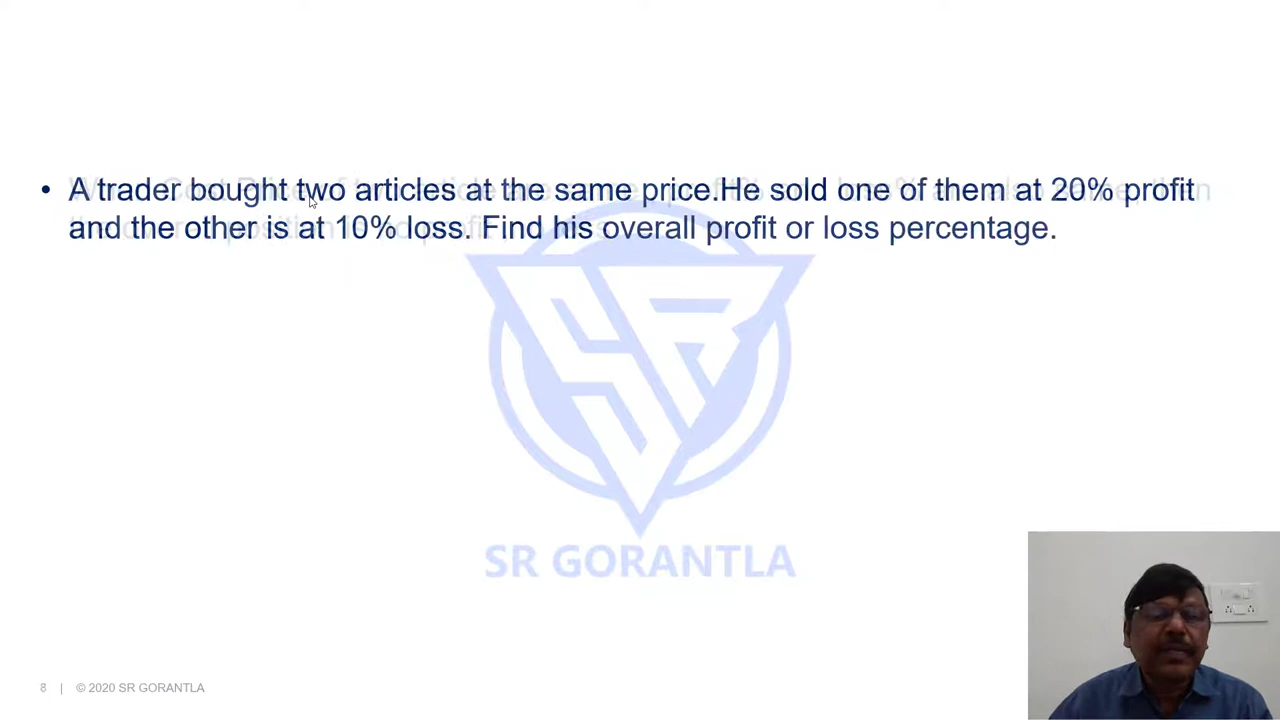 • A trader bought two articles at the same price.He sold one of them at 20% profit
and the other is at 10% loss. Find his overall profit or loss percentage.
SR
SR GORANTLA
8 | © 2020 SR GORANTLA